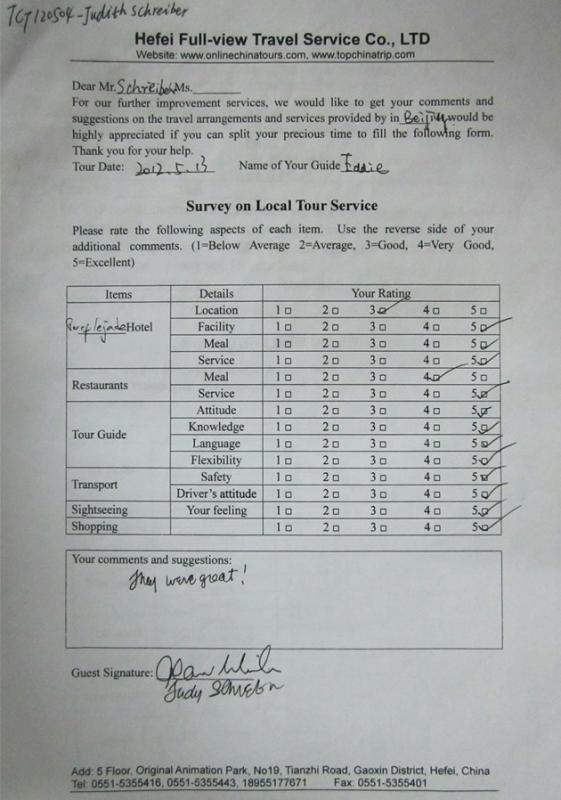 TCT120504-Judith Schreiber
Hefei Full-view Travel Service Co., LTD
Website: www.onlinechinatours.com, www.topchinatrip.com
Dear Mr. Schreiber/Ms.
For our further improvement services, we would like to get your comments and
suggestions on the travel arrangements and services provided by in Beijing would be
highly appreciated if you can split your precious time to fill the following form.
Thank you for your help.
Tour Date: 2012.5.13 Name of Your Guide Eddie
Survey on Local Tour Service
Please rate the following aspects of each item. Use the reverse side of your
additional comments. (1=Below Average 2=Average, 3=Good, 4=Very Good,
5=Excellent)
Items Details Your Rating
Location 1 □ 2 □ 3 ☑ 4 □ 5 □
Hotel Facility 1 □ 2 □ 3 □ 4 □ 5 ☑
Meal 1 □ 2 □ 3 □ 4 □ 5 ☑
Service 1 □ 2 □ 3 □ 4 □ 5 ☑
Restaurants Meal 1 □ 2 □ 3 □ 4 ☑ 5 □
Service 1 □ 2 □ 3 □ 4 □ 5 ☑
Tour Guide Attitude 1 □ 2 □ 3 □ 4 □ 5 ☑
Knowledge 1 □ 2 □ 3 □ 4 □ 5 ☑
Language 1 □ 2 □ 3 □ 4 □ 5 ☑
Flexibility 1 □ 2 □ 3 □ 4 □ 5 ☑
Transport Safety 1 □ 2 □ 3 □ 4 □ 5 ☑
Driver's attitude 1 □ 2 □ 3 □ 4 □ 5 ☑
Sightseeing Your feeling 1 □ 2 □ 3 □ 4 □ 5 ☑
Shopping 1 □ 2 □ 3 □ 4 □ 5 ☑
Your comments and suggestions:
They were great!
Guest Signature:
Judy
Add: 5 Floor, Original Animation Park, No19, Tianzhi Road, Gaoxin District, Hefei, China
Tel: 0551-5355416, 0551-5355443, 18955177671 Fax: 0551-5355401